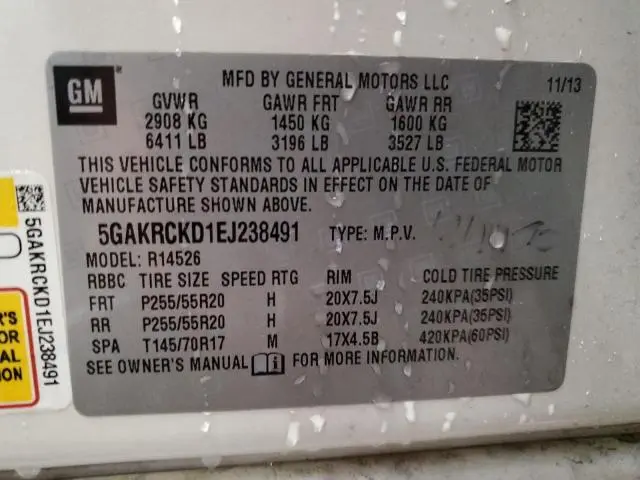 GM
MFD BY GENERAL MOTORS LLC 11/13
GVWR GAWR FRT GAWR RR
2908 KG 1450 KG 1600 KG
6411 LB 3196 LB 3527 LB
THIS VEHICLE CONFORMS TO ALL APPLICABLE U.S. FEDERAL MOTOR
VEHICLE SAFETY STANDARDS IN EFFECT ON THE DATE OF
MANUFACTURE SHOWN ABOVE.
5GAKRCKD1EJ238491 TYPE: M.P.V.
MODEL: R14526
RBBC TIRE SIZE SPEED RTG RIM COLD TIRE PRESSURE
FRT P255/55R20 H 20X7.5J 240KPA(35PSI)
RR P255/55R20 H 20X7.5J 240KPA(35PSI)
SPA T145/70R17 M 17X4.5B 420KPA(60PSI)
SEE OWNER'S MANUAL FOR MORE INFORMATION.
5GAKRCKD1EJ238491